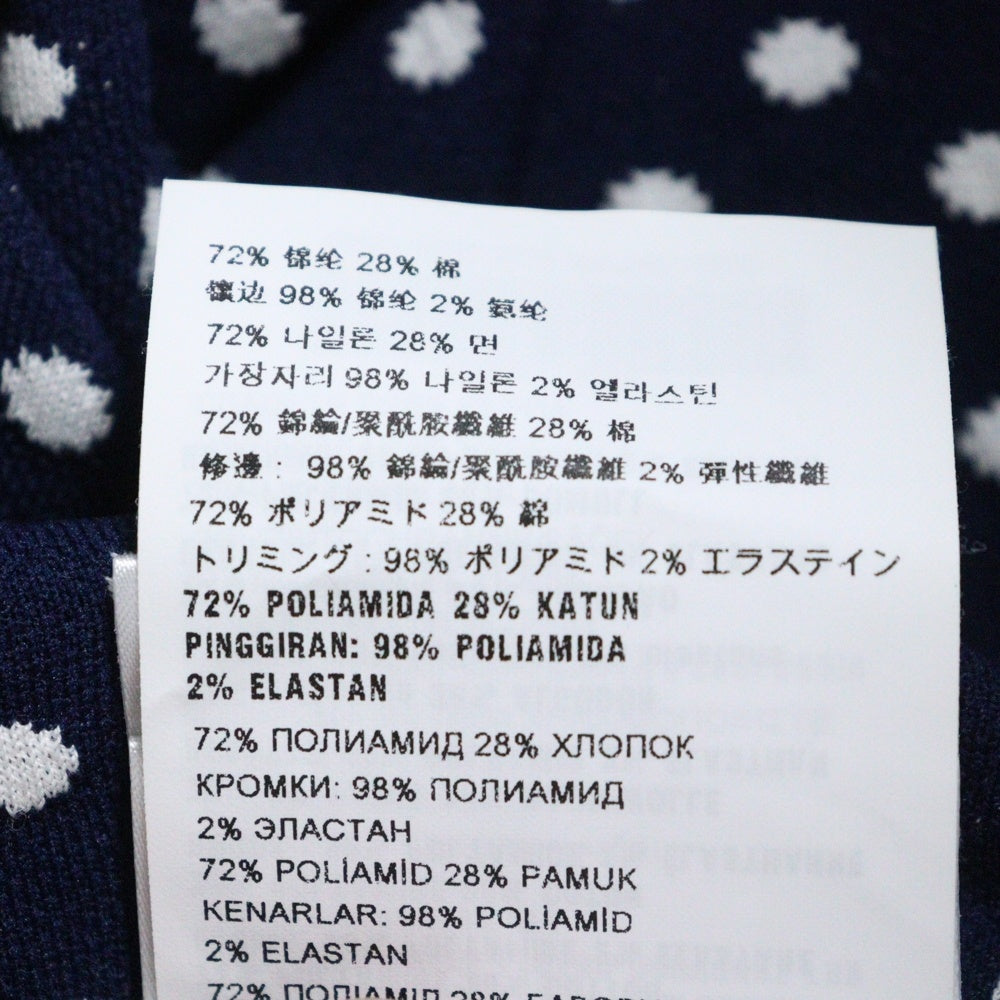 72% 锦纶 28% 棉
镶边 98% 锦纶 2% 氨纶
72% 나일론 28% 면
가장자리 98% 나일론 2% 엘라스틴
72% 錦綸/聚酰胺纖維 28% 棉
修邊： 98% 錦綸/聚酰胺纖維 2% 彈性纖維
72% ポリアミド 28% 綿
トリミング : 98% ポリアミド 2% エラステイン
72% POLIAMIDA 28% KATUN
PINGGIRAN: 98% POLIAMIDA
2% ELASTAN
72% ПОЛИАМИД 28% ХЛОПОК
КРОМКИ: 98% ПОЛИАМИД
2% ЭЛАСТАН
72% POLİAMİD 28% PAMUK
KENARLAR: 98% POLİAMİD
2% ELASTAN
72% ПОЛІАМІД 28%